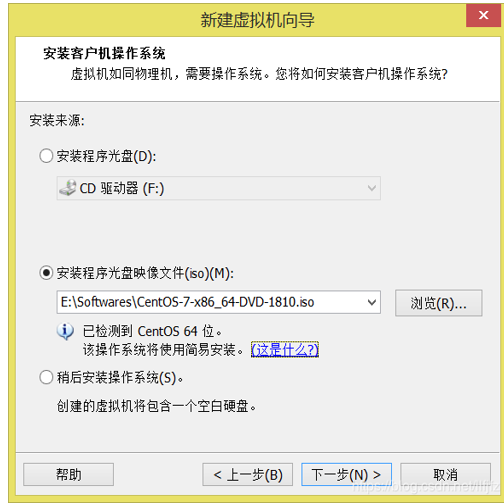 新建虚拟机向导
安装客户机操作系统
虚拟机如同物理机，需要操作系统。您将如何安装客户机操作系统?
安装来源:
安装程序光盘(D):
CD 驱动器 (F:)
安装程序光盘映像文件(iso)(M):
E:\Softwares\CentOS-7-x86_64-DVD-1810.iso
浏览(R)...
已检测到 CentOS 64 位。
该操作系统将使用简易安装。 (这是什么?)
稍后安装操作系统(S)。
创建的虚拟机将包含一个空白硬盘。
帮助
< 上一步(B)
下一步(N) >
取消